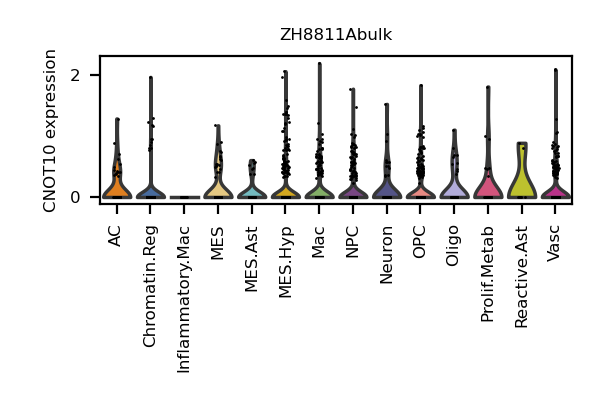 ZH8811Abulk
CNOT10 expression
2
0
AC
Chromatin.Reg
Inflammatory.Mac
MES
MES.Ast
MES.Hyp
Mac
NPC
Neuron
OPC
Oligo
Prolif.Metab
Reactive.Ast
Vasc